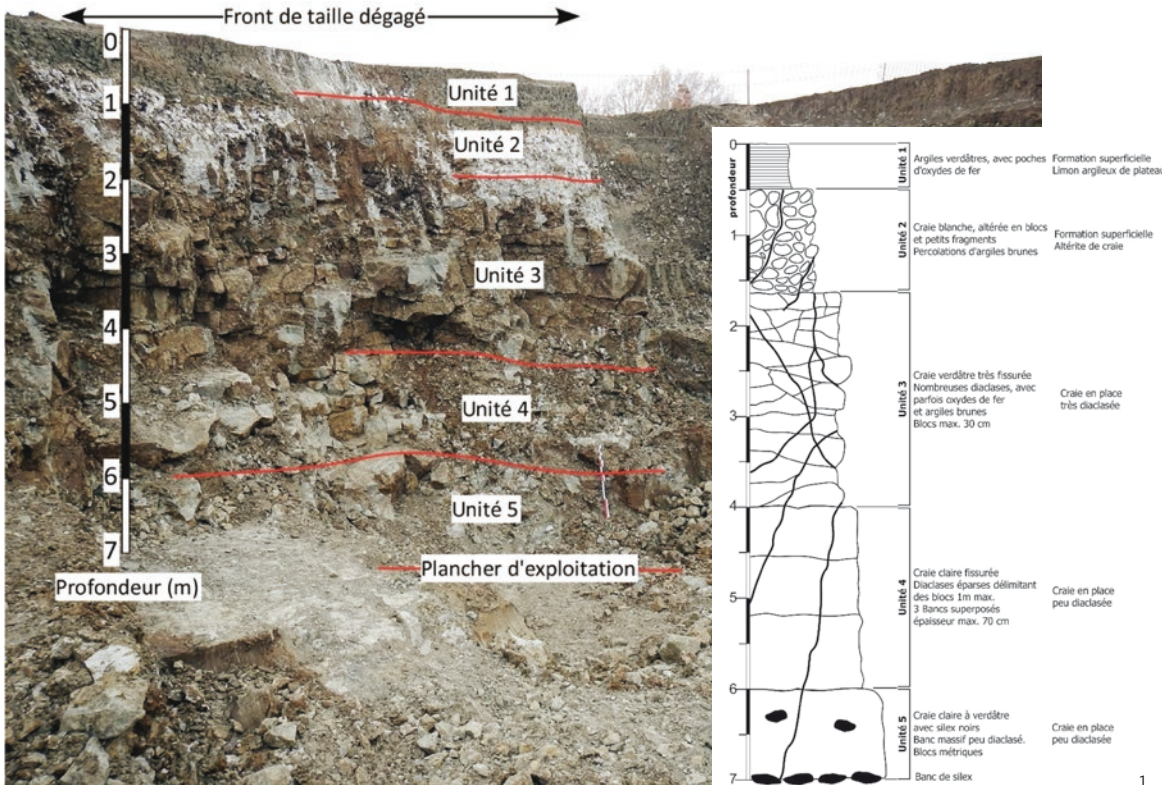 Front de taille dégagé
0
1
2
3
4
5
6
7
Profondeur (m)
Unité 1
Unité 2
Unité 3
Unité 4
Unité 5
Plancher d'exploitation
profondeur
0
1
2
3
4
5
6
7
Unité 1
Argiles verdâtres, avec poches
d'oxydes de fer
Formation superficielle
Limon argileux de plateau
Unité 2
Craie blanche, altérée en blocs
et petits fragments
Percolations d'argiles brunes
Formation superficielle
Altérite de craie
Unité 3
Craie verdâtre très fissurée
Nombreuses diaclases, avec
parfois oxydes de fer
et argiles brunes
Blocs max. 30 cm
Craie en place
très diaclasée
Unité 4
Craie claire fissurée
Diaclases éparses délimitant
des blocs 1m max.
3 Bancs superposés
épaisseur max. 70 cm
Craie en place
peu diaclasée
Unité 5
Craie claire à verdâtre
avec silex noirs
Banc massif peu diaclasé.
Blocs métriques
Craie en place
peu diaclasée
Banc de silex
1